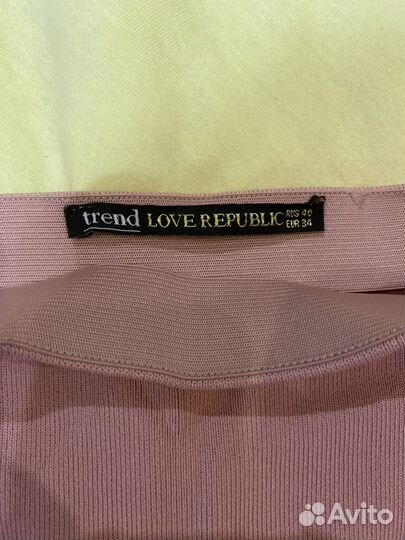 trend LOVE REPUBLIC RUS 40
EUR 34
Avito